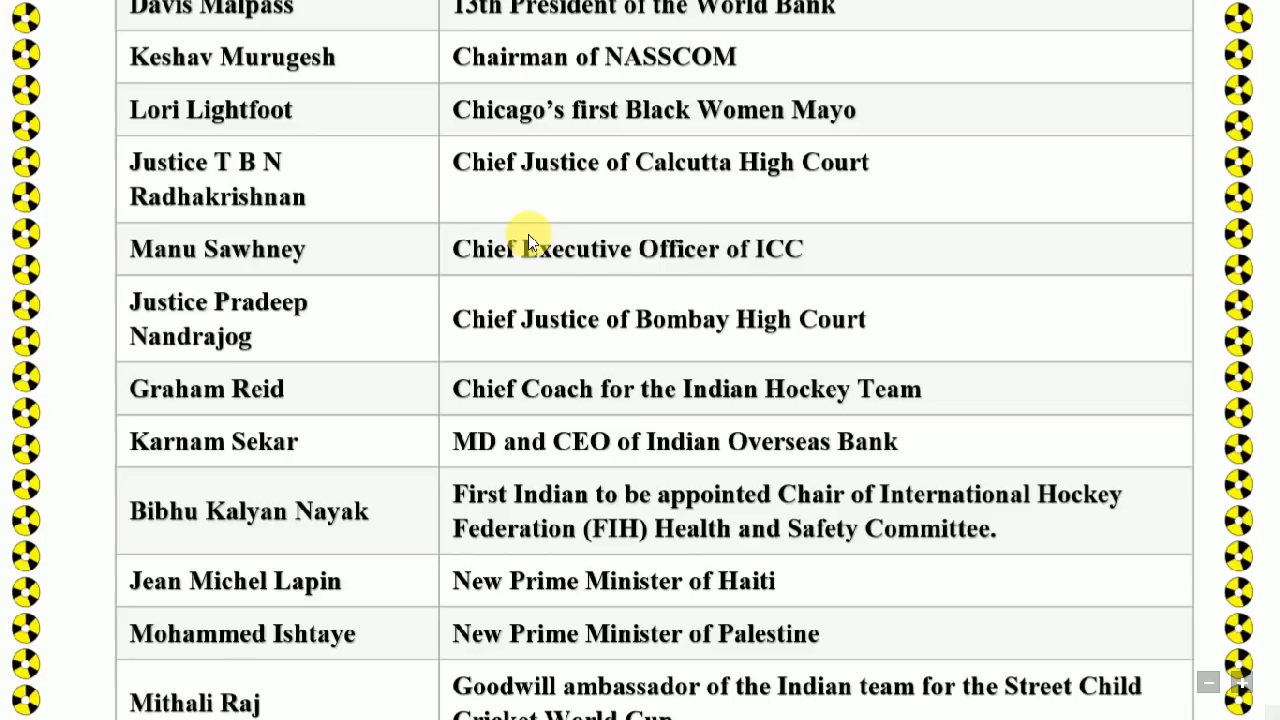 Davis Malpass 13th President of the World Bank
Keshav Murugesh Chairman of NASSCOM
Lori Lightfoot Chicago’s first Black Women Mayo
Justice T B N Chief Justice of Calcutta High Court
Radhakrishnan
Manu Sawhney Chief Executive Officer of ICC
Justice Pradeep
Nandrajog
Chief Justice of Bombay High Court
Graham Reid Chief Coach for the Indian Hockey Team
Karnam Sekar MD and CEO of Indian Overseas Bank
Bibhu Kalyan Nayak
First Indian to be appointed Chair of International Hockey
Federation (FIH) Health and Safety Committee.
Jean Michel Lapin New Prime Minister of Haiti
Mohammed Ishtaye New Prime Minister of Palestine
Mithali Raj
Goodwill ambassador of the Indian team for the Street Child
Cricket World Cup